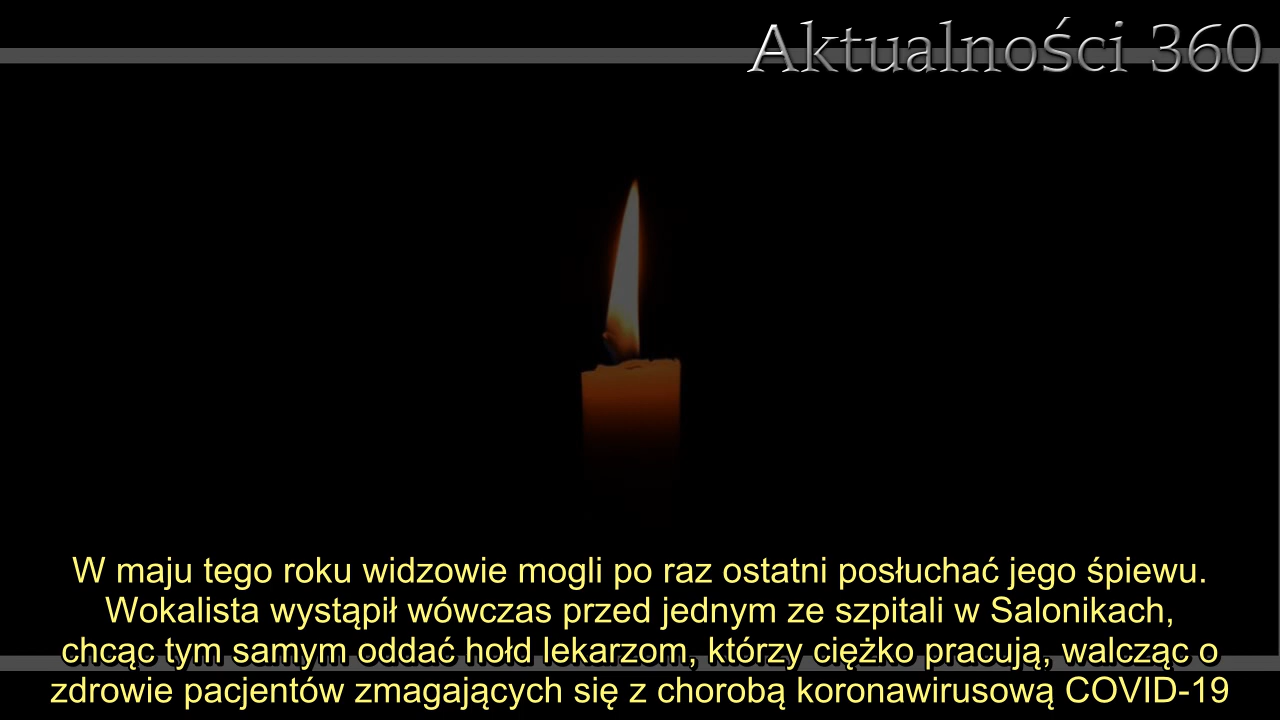 Aktualności 360
W maju tego roku widzowie mogli po raz ostatni posłuchać jego śpiewu.
Wokalista wystąpił wówczas przed jednym ze szpitali w Salonikach,
chcąc tym samym oddać hołd lekarzom, którzy ciężko pracują, walcząc o
zdrowie pacjentów zmagających się z chorobą koronawirusową COVID-19